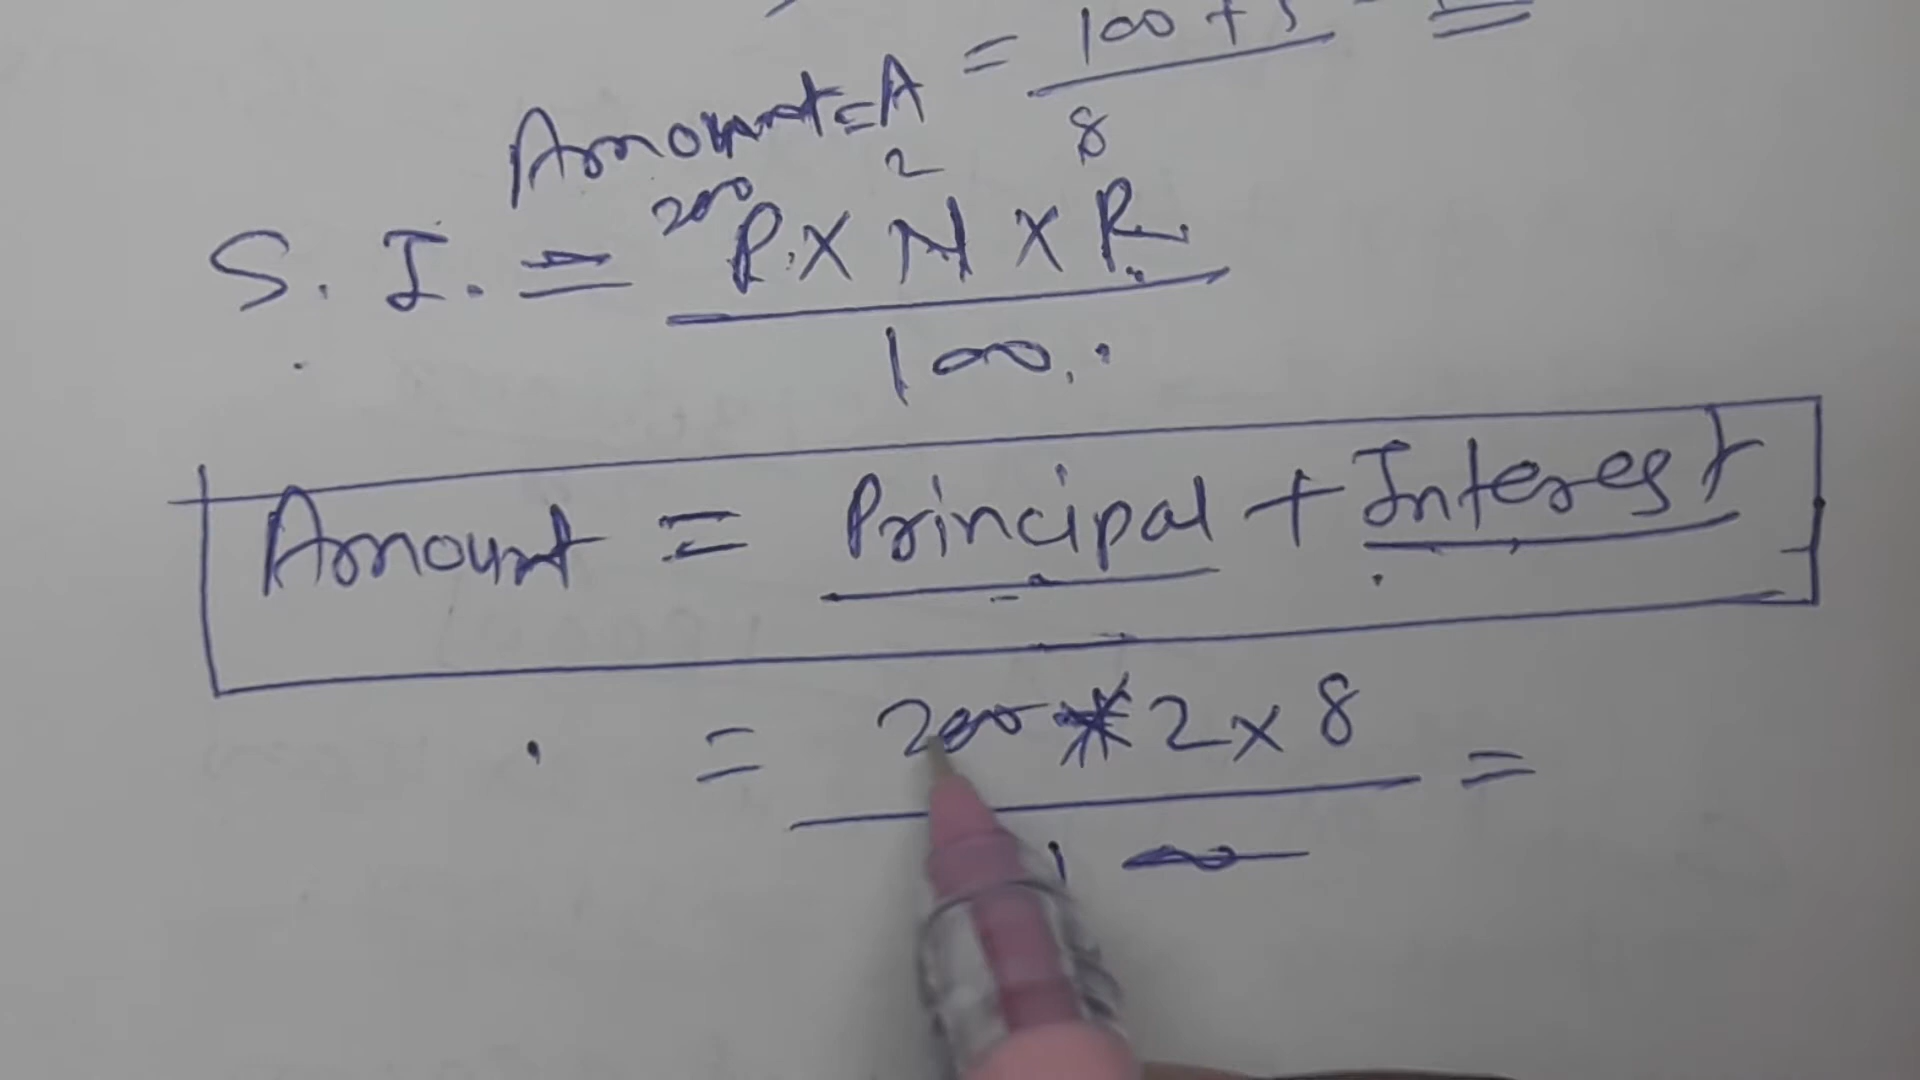 = 100 + 5
Amount = A
8
200 2
S. I. = P × N × R
100
Amount = Principal + Interest
= 200 × 2 × 8 =
100